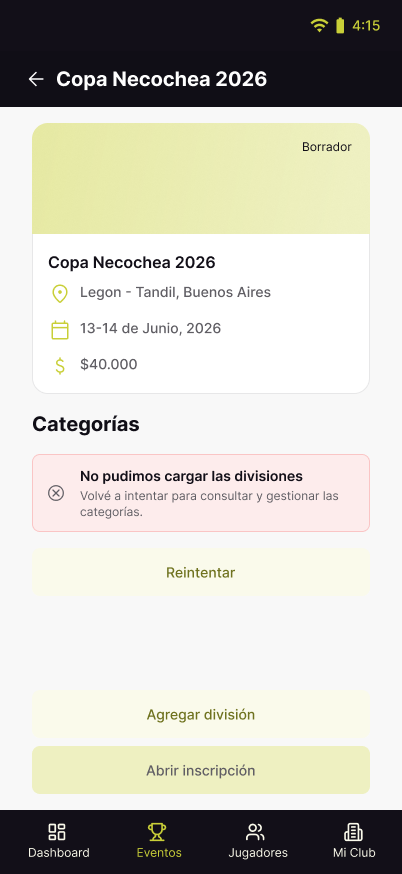 4:15
Copa Necochea 2026
Borrador
Copa Necochea 2026
Legon - Tandil, Buenos Aires
13-14 de Junio, 2026
$40.000
Categorías
No pudimos cargar las divisiones
Volvé a intentar para consultar y gestionar las
categorías.
Reintentar
Agregar división
Abrir inscripción
Dashboard
Eventos
Jugadores
Mi Club